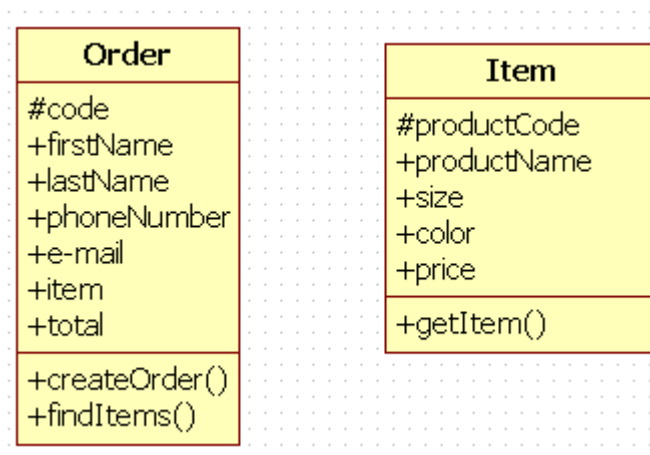 Order
#code
+firstName
+lastName
+phoneNumber
+e-mail
+item
+total
+createOrder()
+findItems()
Item
#productCode
+productName
+size
+color
+price
+getItem()